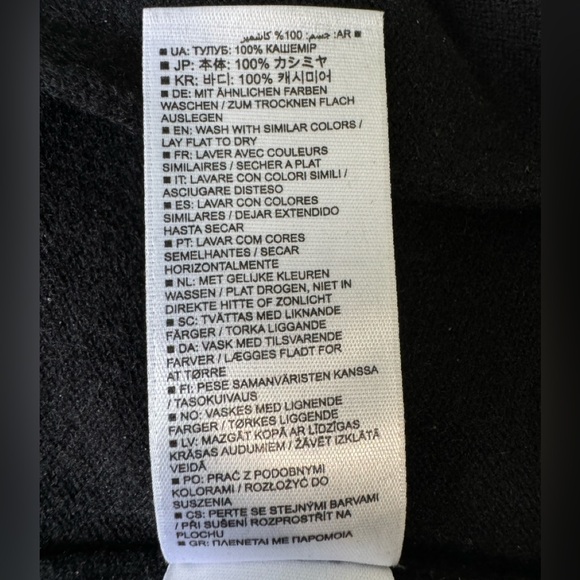 ■ AR: جسم: 100% كاشمير
■ UA: ТУЛУБ: 100% КАШЕМІР
■ JP: 本体: 100% カシミヤ
■ KR: 바디: 100% 캐시미어
■ DE: MIT ÄHNLICHEN FARBEN
WASCHEN / ZUM TROCKNEN FLACH
AUSLEGEN
■ EN: WASH WITH SIMILAR COLORS /
LAY FLAT TO DRY
■ FR: LAVER AVEC COULEURS
SIMILAIRES / SECHER A PLAT
■ IT: LAVARE CON COLORI SIMILI /
ASCIUGARE DISTESO
■ ES: LAVAR CON COLORES
SIMILARES / DEJAR EXTENDIDO
HASTA SECAR
■ PT: LAVAR COM CORES
SEMELHANTES / SECAR
HORIZONTALMENTE
■ NL: MET GELIJKE KLEUREN
WASSEN / PLAT DROGEN, NIET IN
DIREKTE HITTE OF ZONLICHT
■ SC: TVÄTTAS MED LIKNANDE
FÄRGER / TORKA LIGGANDE
■ DA: VASK MED TILSVARENDE
FARVER / LÆGGES FLADT FOR
AT TØRRE
■ FI: PESE SAMANVÄRISTEN KANSSA
/ TASOKUIVAUS
■ NO: VASKES MED LIGNENDE
FARGER / TØRKES LIGGENDE
■ LV: MAZGĀT KOPĀ AR LĪDZĪGAS
KRĀSAS AUDUMIEM / ŽĀVĒT IZKLĀTĀ
VEIDĀ
■ PO: PRAĆ Z PODOBNYMI
KOLORAMI / ROZŁOŻYĆ DO
SUSZENIA
■ CS: PERTE SE STEJNÝMI BARVAMI
/ PŘI SUŠENÍ ROZPROSTŘÍT NA
PLOCHU
■ GR: ΠΛΕΝΕΤΑΙ ΜΕ ΠΑΡΟΜΟΙΑ